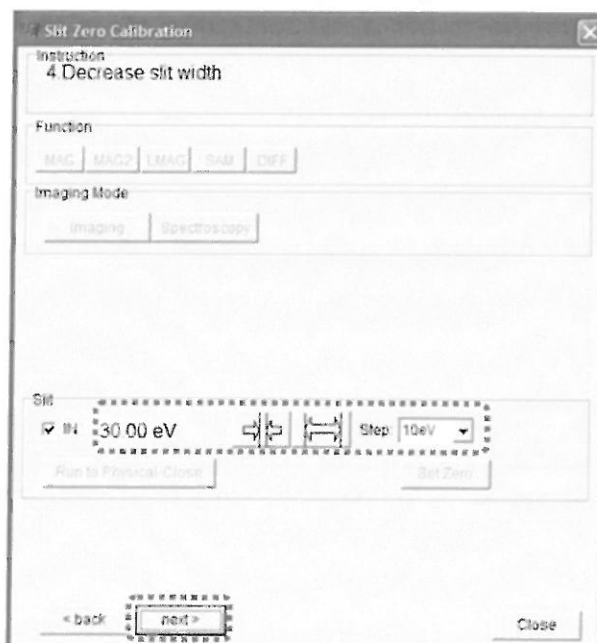 Slit Zero Calibration
Instruction
4.Decrease slit width
Function
MAG MAG2 LMAG SAM DIFF
Imaging Mode
Imaging Spectroscopy
Slit
IN 30.00 eV Step: 10eV
Run to Physical-Close Set Zero
< back next > Close